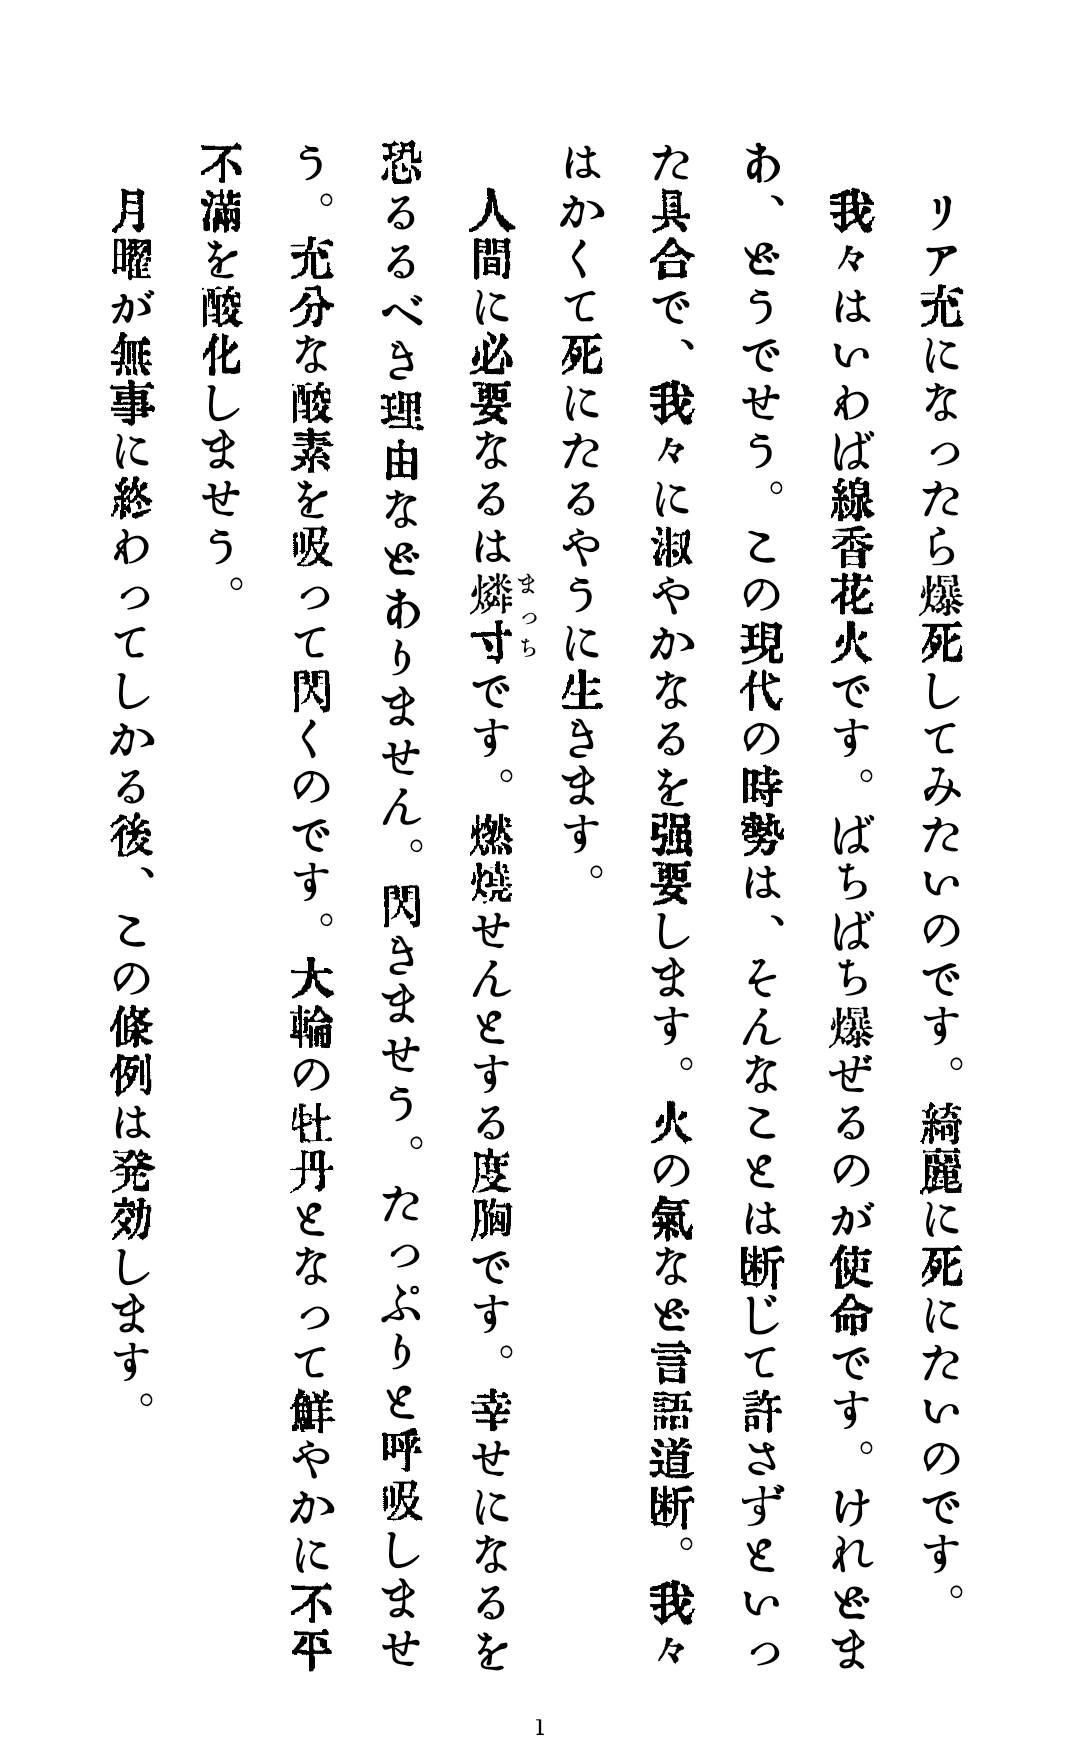 リア充になったら爆死してみたいのです。綺麗に死にたいのです。
我々はいわば線香花火です。ばちばち爆ぜるのが使命です。けれどま
あ、どうでせう。この現代の時勢は、そんなことは断じて許さずといっ
た具合で、我々に淑やかなるを强要します。火の氣など言語道断。我々
はかくて死にたるやうに生きます。
人間に必要なるは燐寸です。燃燒せんとする度胸です。幸せになるを
まっち
恐るるべき理由などありません。閃きませう。たっぷりと呼吸しませ
う。充分な酸素を吸って閃くのです。大輪の牡丹となって鮮やかに不平
不滿を酸化しませう。
月曜が無事に終わってしかる後、この條例は発効します。
1